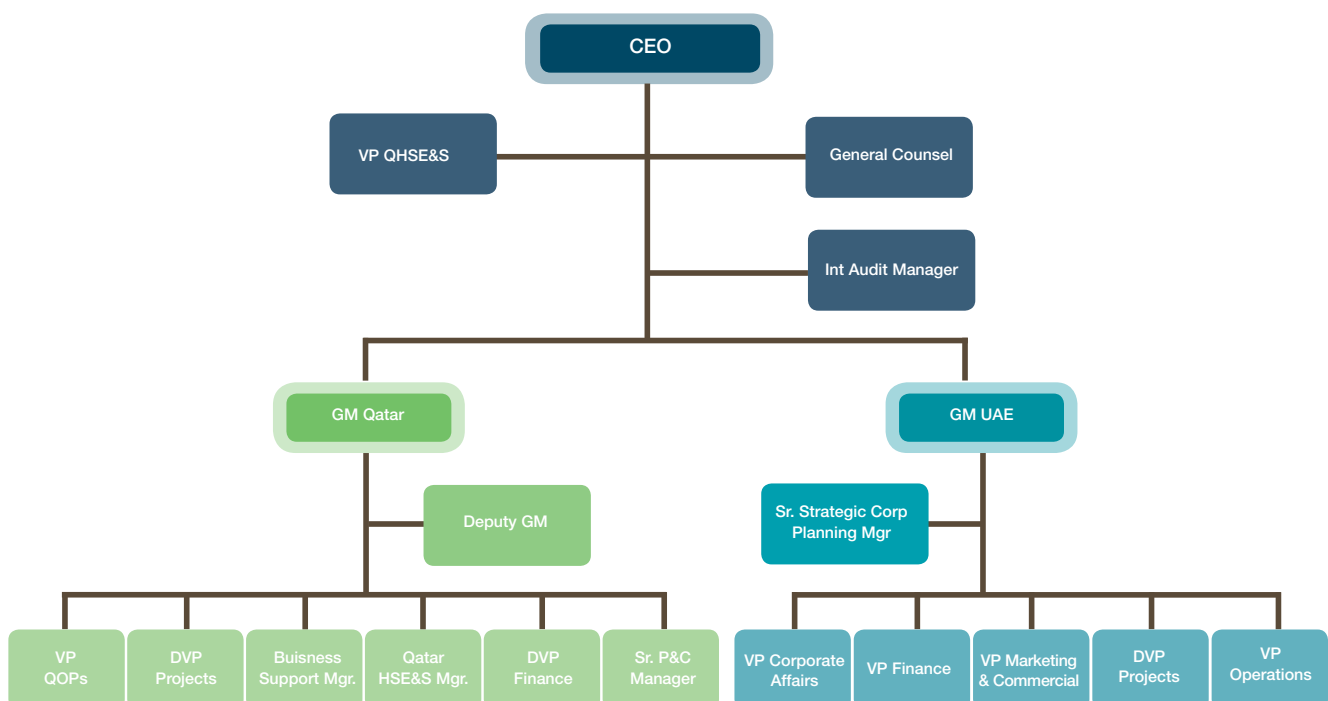 CEO
VP QHSE&S
General Counsel
Int Audit Manager
GM Qatar
GM UAE
Deputy GM
Sr. Strategic Corp
Planning Mgr
VP
QOPs
DVP
Projects
Buisness
Support Mgr.
Qatar
HSE&S Mgr.
DVP
Finance
Sr. P&C
Manager
VP Corporate
Affairs
VP Finance
VP Marketing
& Commercial
DVP
Projects
VP
Operations